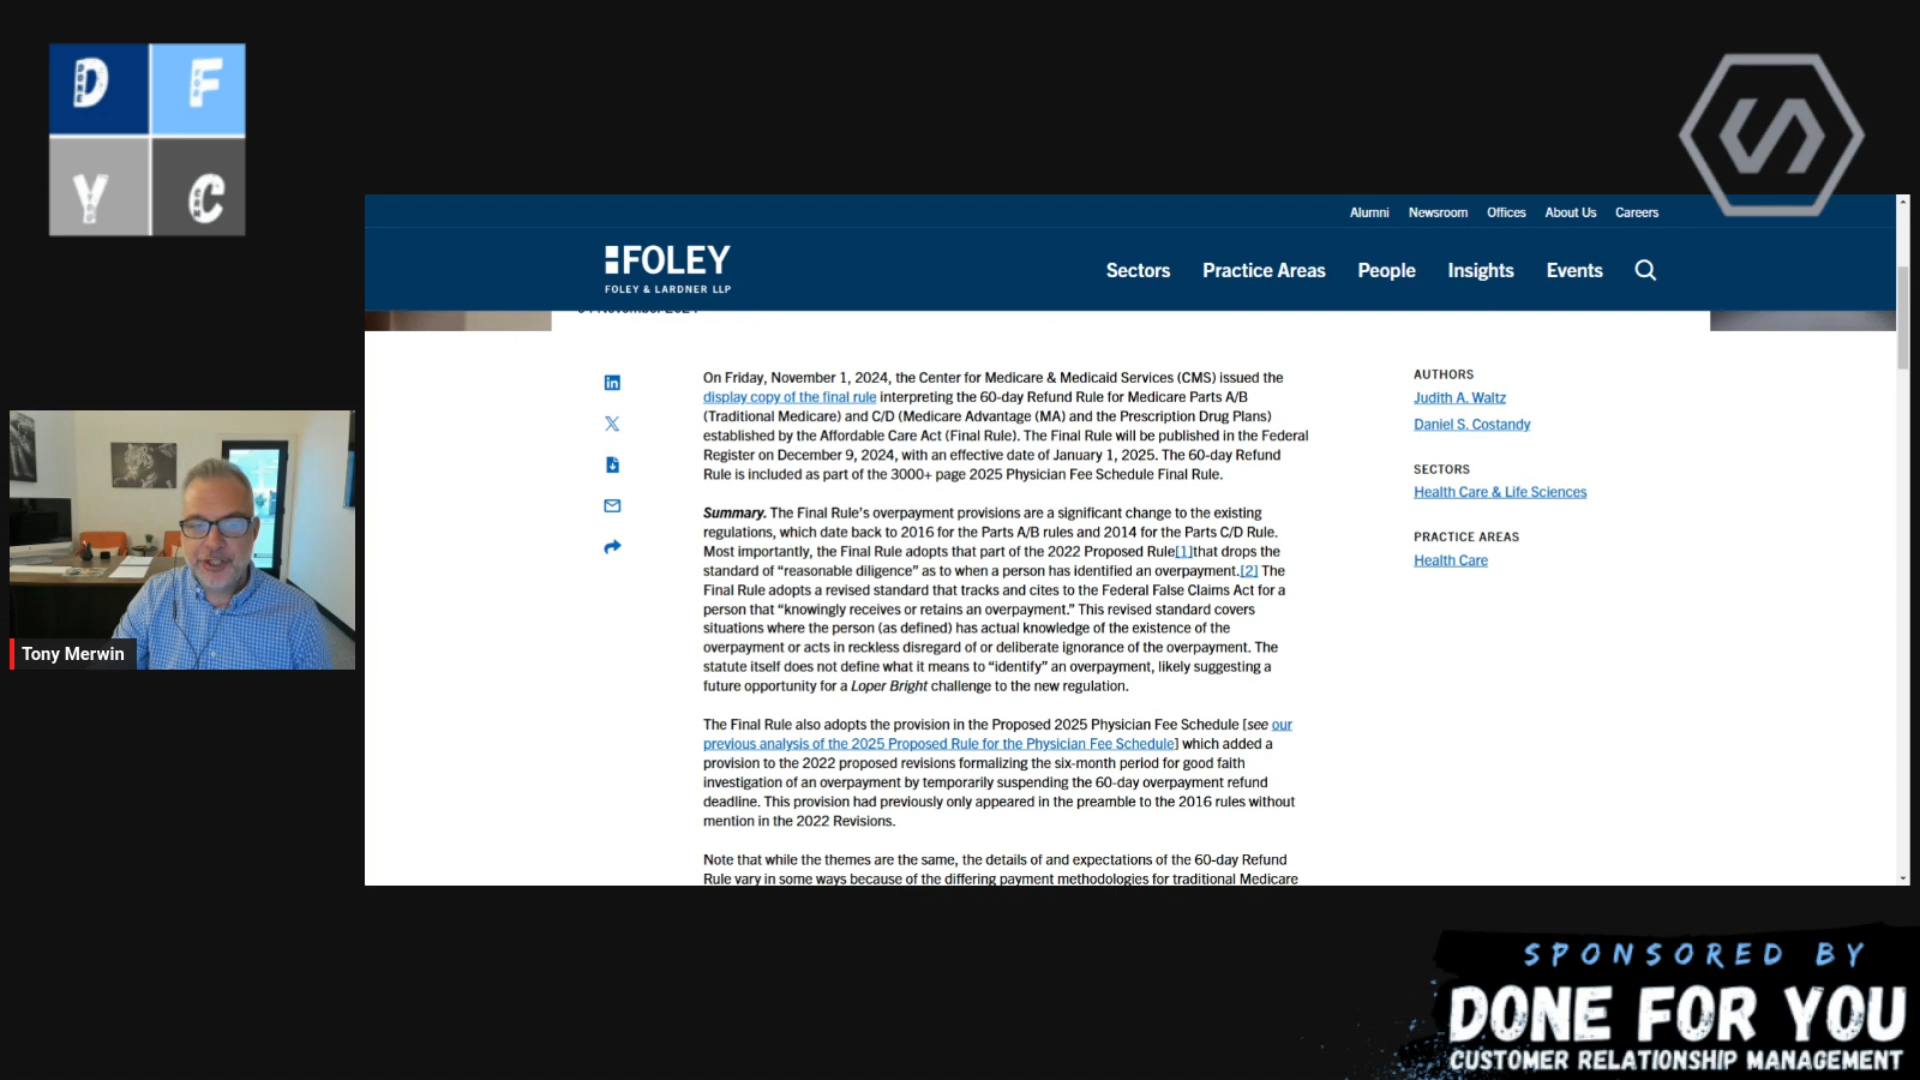 D F
Y C
Alumni Newsroom Offices About Us Careers
FOLEY
FOLEY & LARDNER LLP
Sectors Practice Areas People Insights Events
On Friday, November 1, 2024, the Center for Medicare & Medicaid Services (CMS) issued the
display copy of the final rule interpreting the 60-day Refund Rule for Medicare Parts A/B
(Traditional Medicare) and C/D (Medicare Advantage (MA) and the Prescription Drug Plans)
established by the Affordable Care Act (Final Rule). The Final Rule will be published in the Federal
Register on December 9, 2024, with an effective date of January 1, 2025. The 60-day Refund
Rule is included as part of the 3000+ page 2025 Physician Fee Schedule Final Rule.
Summary. The Final Rule's overpayment provisions are a significant change to the existing
regulations, which date back to 2016 for the Parts A/B rules and 2014 for the Parts C/D Rule.
Most importantly, the Final Rule adopts that part of the 2022 Proposed Rule[1]that drops the
standard of “reasonable diligence” as to when a person has identified an overpayment.[2] The
Final Rule adopts a revised standard that tracks and cites to the Federal False Claims Act for a
person that “knowingly receives or retains an overpayment.” This revised standard covers
situations where the person (as defined) has actual knowledge of the existence of the
overpayment or acts in reckless disregard of or deliberate ignorance of the overpayment. The
statute itself does not define what it means to “identify” an overpayment, likely suggesting a
future opportunity for a Loper Bright challenge to the new regulation.
The Final Rule also adopts the provision in the Proposed 2025 Physician Fee Schedule [see our
previous analysis of the 2025 Proposed Rule for the Physician Fee Schedule] which added a
provision to the 2022 proposed revisions formalizing the six-month period for good faith
investigation of an overpayment by temporarily suspending the 60-day overpayment refund
deadline. This provision had previously only appeared in the preamble to the 2016 rules without
mention in the 2022 Revisions.
Note that while the themes are the same, the details of and expectations of the 60-day Refund
Rule vary in some ways because of the differing payment methodologies for traditional Medicare
AUTHORS
Judith A. Waltz
Daniel S. Costandy
SECTORS
Health Care & Life Sciences
PRACTICE AREAS
Health Care
Tony Merwin
SPONSORED BY
DONE FOR YOU
CUSTOMER RELATIONSHIP MANAGEMENT